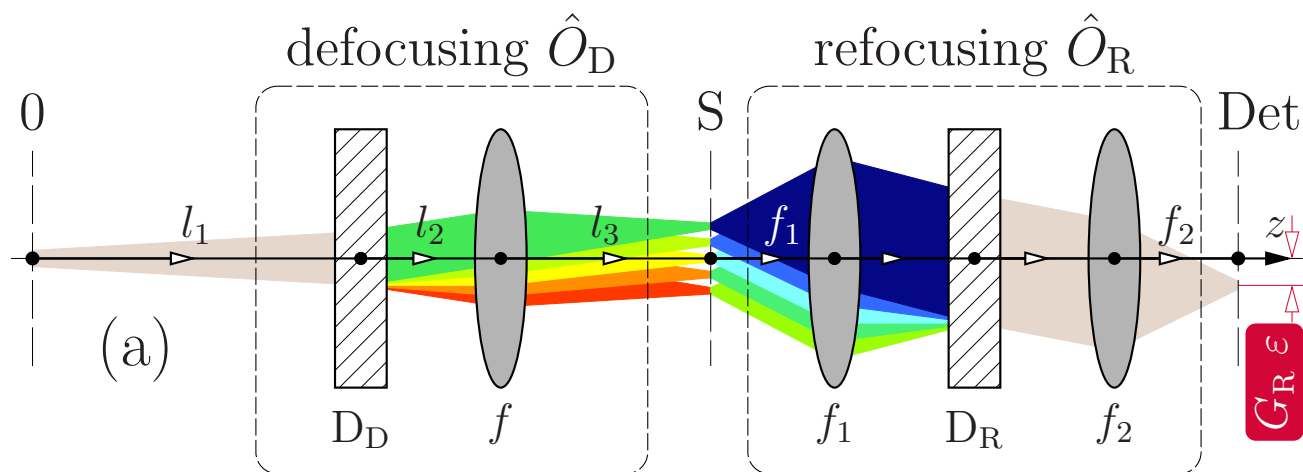 defocusing Ô_D
refocusing Ô_R
0
S
Det
l_1
l_2
l_3
f_1
f_2
z
(a)
D_D
f
f_1
D_R
f_2
G_R ε